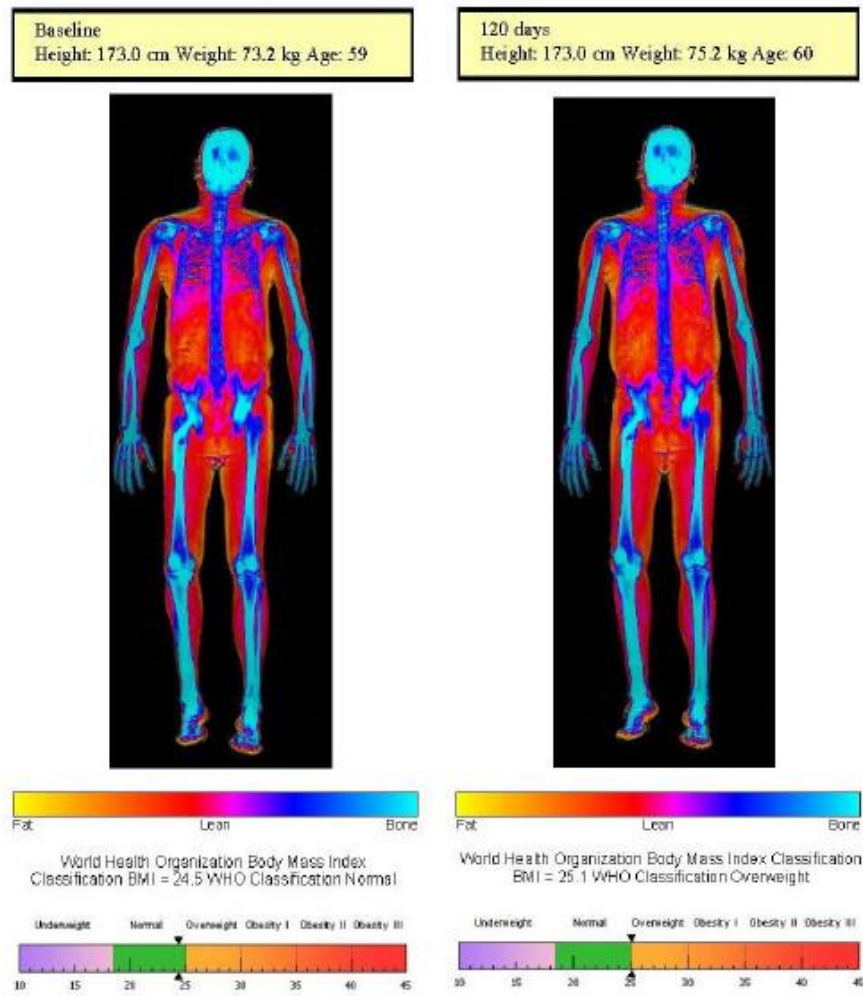 Baseline
Height: 173.0 cm Weight: 73.2 kg Age: 59
120 days
Height: 173.0 cm Weight: 75.2 kg Age: 60
Fat Lean Bone
Fat Lean Bone
World Health Organization Body Mass Index
Classification BMI = 24.5 WHO Classification Normal
World Health Organization Body Mass Index Classification
BMI = 25.1 WHO Classification Overweight
Underweight Normal Overweight Obesity I Obesity II Obesity III
10 15 20 25 30 35 40 45
Underweight Normal Overweight Obesity I Obesity II Obesity III
10 15 20 25 30 35 40 45